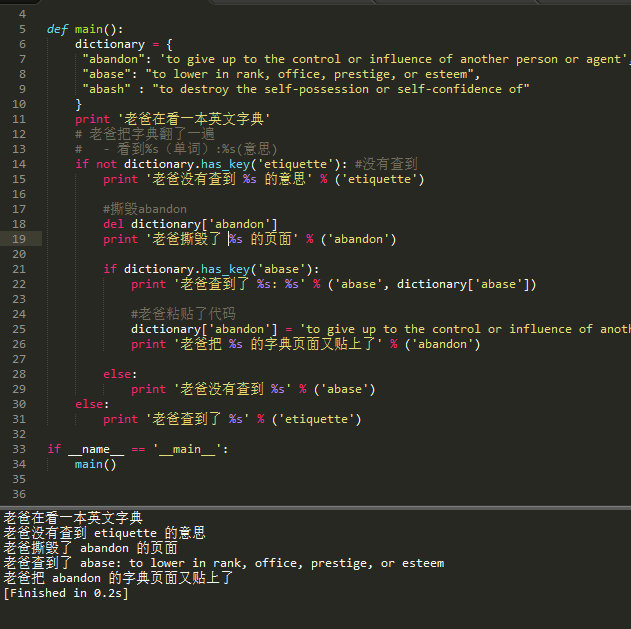 4
5 def main():
6 dictionary = {
7 "abandon": 'to give up to the control or influence of another person or agent',
8 "abase": "to lower in rank, office, prestige, or esteem",
9 "abash" : "to destroy the self-possession or self-confidence of"
10 }
11 print '老爸在看一本英文字典'
12 # 老爸把字典翻了一遍
13 #   - 看到%s（单词）:%s(意思)
14 if not dictionary.has_key('etiquette'): #没有查到
15 print '老爸没有查到 %s 的意思' % ('etiquette')
16
17 #撕毁abandon
18 del dictionary['abandon']
19 print '老爸撕毁了 %s 的页面' % ('abandon')
20
21 if dictionary.has_key('abase'):
22 print '老爸查到了 %s: %s' % ('abase', dictionary['abase'])
23
24 #老爸粘贴了代码
25 dictionary['abandon'] = 'to give up to the control or influence of anoth
26 print '老爸把 %s 的字典页面又贴上了' % ('abandon')
27
28 else:
29 print '老爸没有查到 %s' % ('abase')
30 else:
31 print '老爸查到了 %s' % ('etiquette')
32
33 if __name__ == '__main__':
34 main()
35
36
老爸在看一本英文字典
老爸没有查到 etiquette 的意思
老爸撕毁了 abandon 的页面
老爸查到了 abase: to lower in rank, office, prestige, or esteem
老爸把 abandon 的字典页面又贴上了
[Finished in 0.2s]